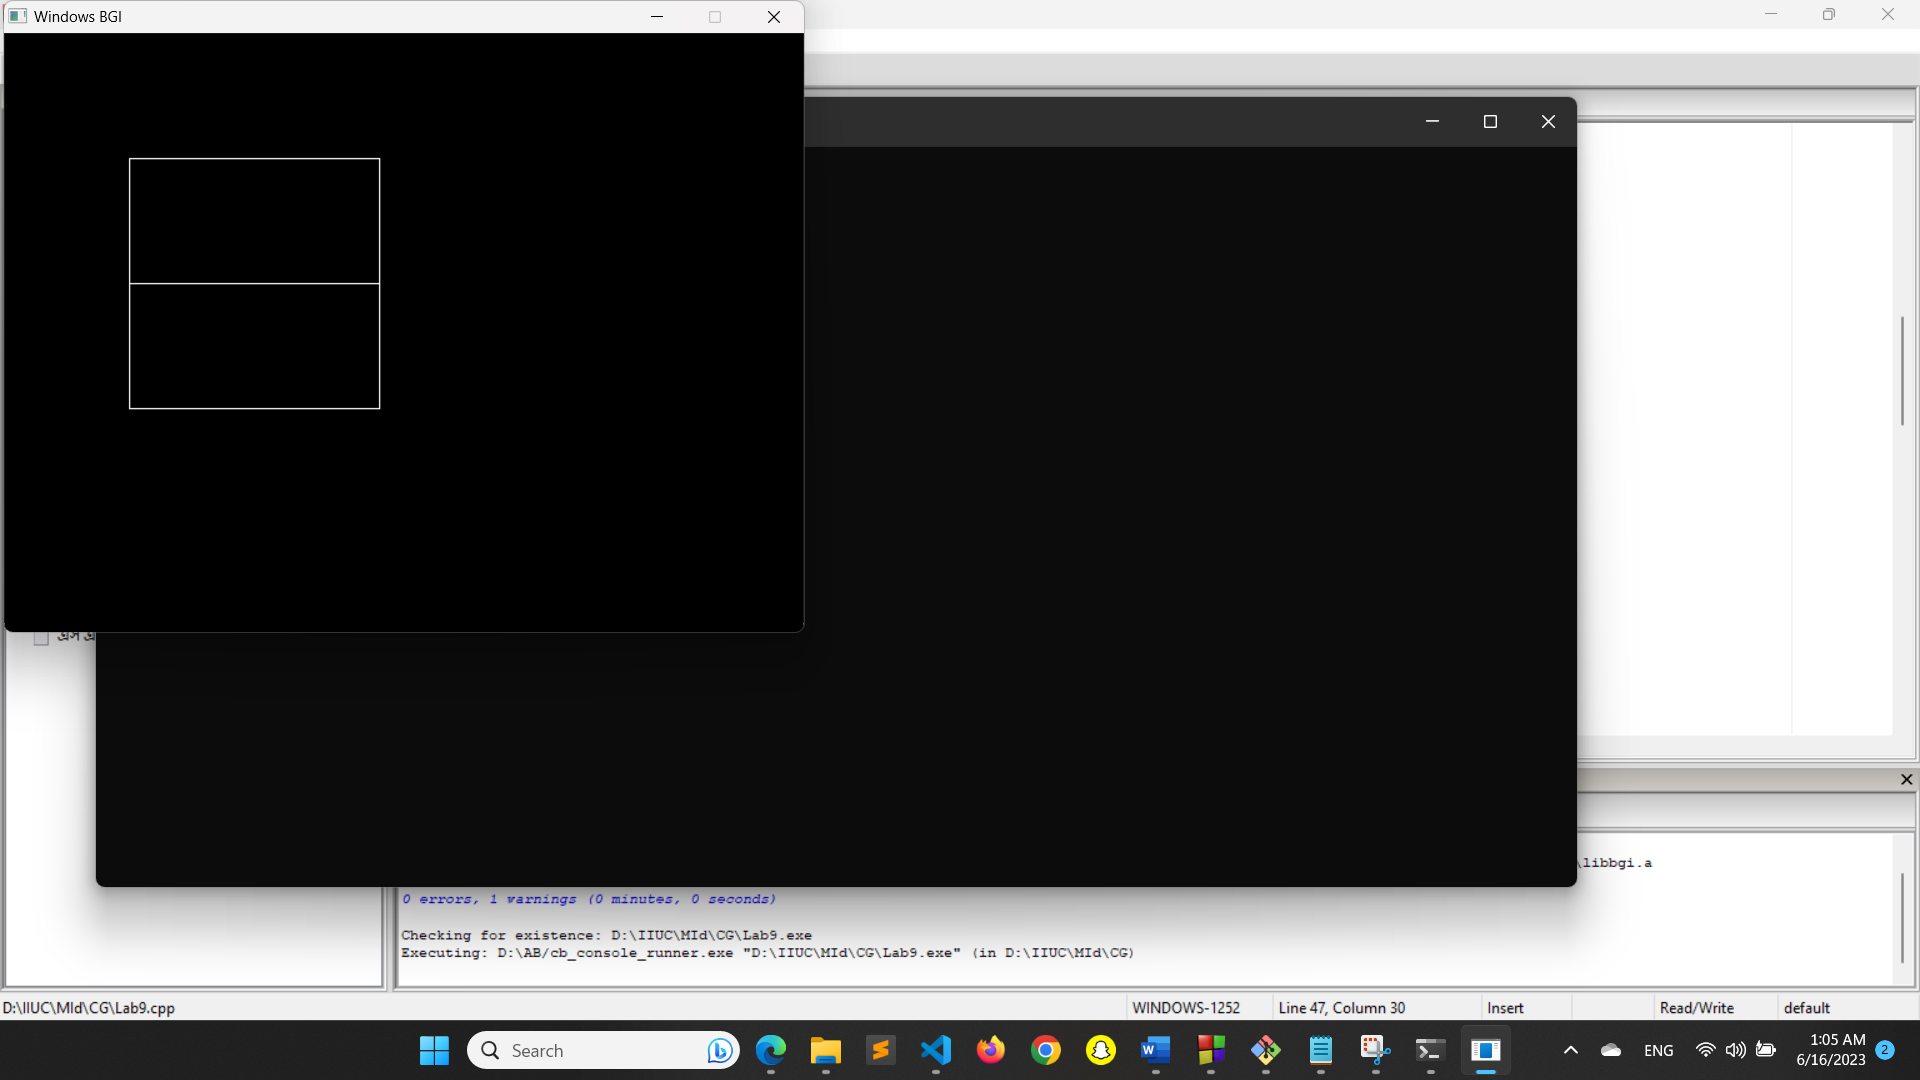 Windows BGI
\libbgi.a
0 errors, 1 warnings (0 minutes, 0 seconds)
Checking for existence: D:\IIUC\MId\CG\Lab9.exe
Executing: D:\AB/cb_console_runner.exe "D:\IIUC\MId\CG\Lab9.exe" (in D:\IIUC\MId\CG)
D:\IIUC\MId\CG\Lab9.cpp WINDOWS-1252 Line 47, Column 30 Insert Read/Write default
Search ENG 1:05 AM
6/16/2023 2